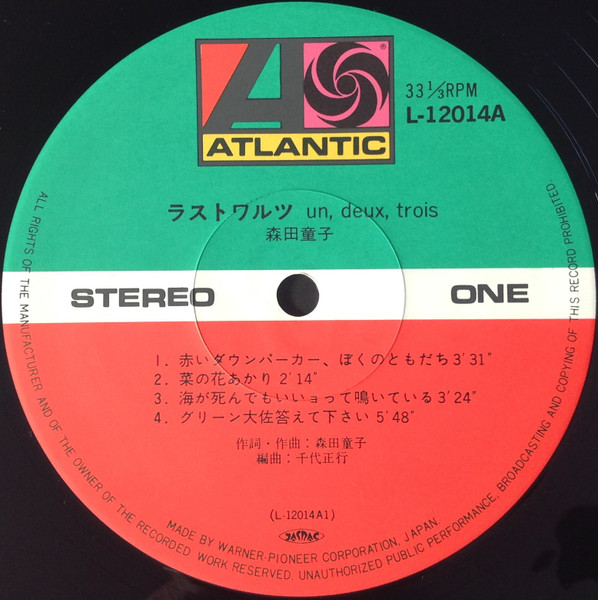 33 1/3 RPM
L-12014A
ATLANTIC
ラストワルツ un, deux, trois
森田童子
STEREO
ONE
1. 赤いダウンパーカー、ぼくのともだち 3′31″
2. 菜の花あかり 2′14″
3. 海が死んでもいいョって鳴いている 3′24″
4. グリーン大佐答えて下さい 5′48″
作詞・作曲：森田童子
編曲：千代正行
(L-12014A1)
JASRAC
MADE BY WARNER-PIONEER CORPORATION, JAPAN.
ALL RIGHTS OF THE MANUFACTURER AND OF THE OWNER OF THE RECORDED WORK RESERVED. UNAUTHORIZED PUBLIC PERFORMANCE, BROADCASTING AND COPYING OF THIS RECORD PROHIBITED.